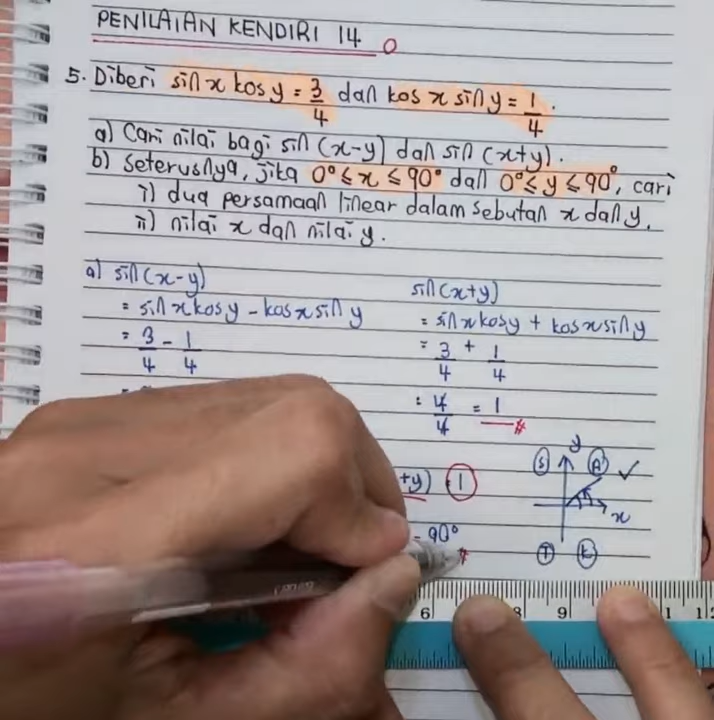 PENILAIAN KENDIRI 14
5. Diberi sin x kos y = 3/4 dan kos x sin y = 1/4.
a) Cari nilai bagi sin (x-y) dan sin (x+y).
b) Seterusnya, jika 0° ≤ x ≤ 90° dan 0° ≤ y ≤ 90°, cari
i) dua persamaan linear dalam sebutan x dan y.
ii) nilai x dan nilai y.
a) sin (x-y)
= sin x kos y - kos x sin y
= 3/4 - 1/4
sin (x+y)
= sin x kos y + kos x sin y
= 3/4 + 1/4
= 4/4 = 1 #
+y) 1
= 90° #
y
S A ✓
x
T K
6 8 9